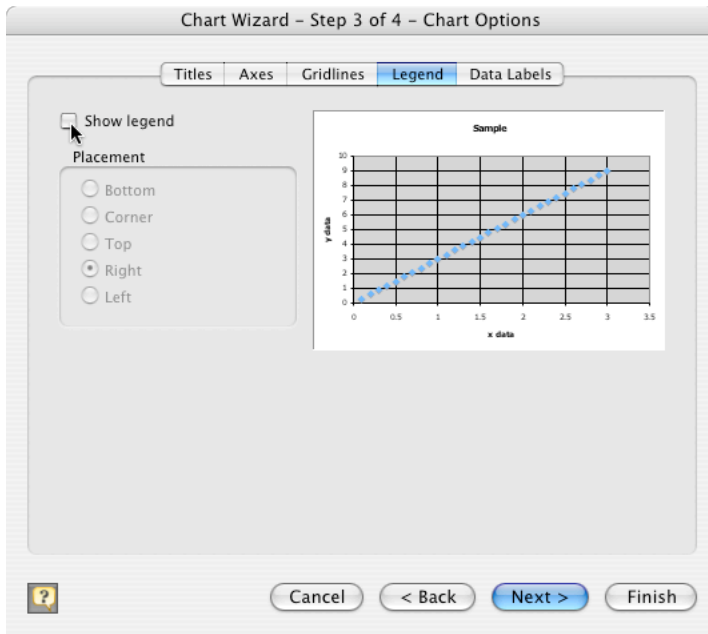 Chart Wizard – Step 3 of 4 – Chart Options
Titles Axes Gridlines Legend Data Labels
Show legend
Placement
Bottom
Corner
Top
Right
Left
Sample
y data
10
9
8
7
6
5
4
3
2
1
0
0 0.5 1 1.5 2 2.5 3 3.5
x data
?
Cancel < Back Next > Finish